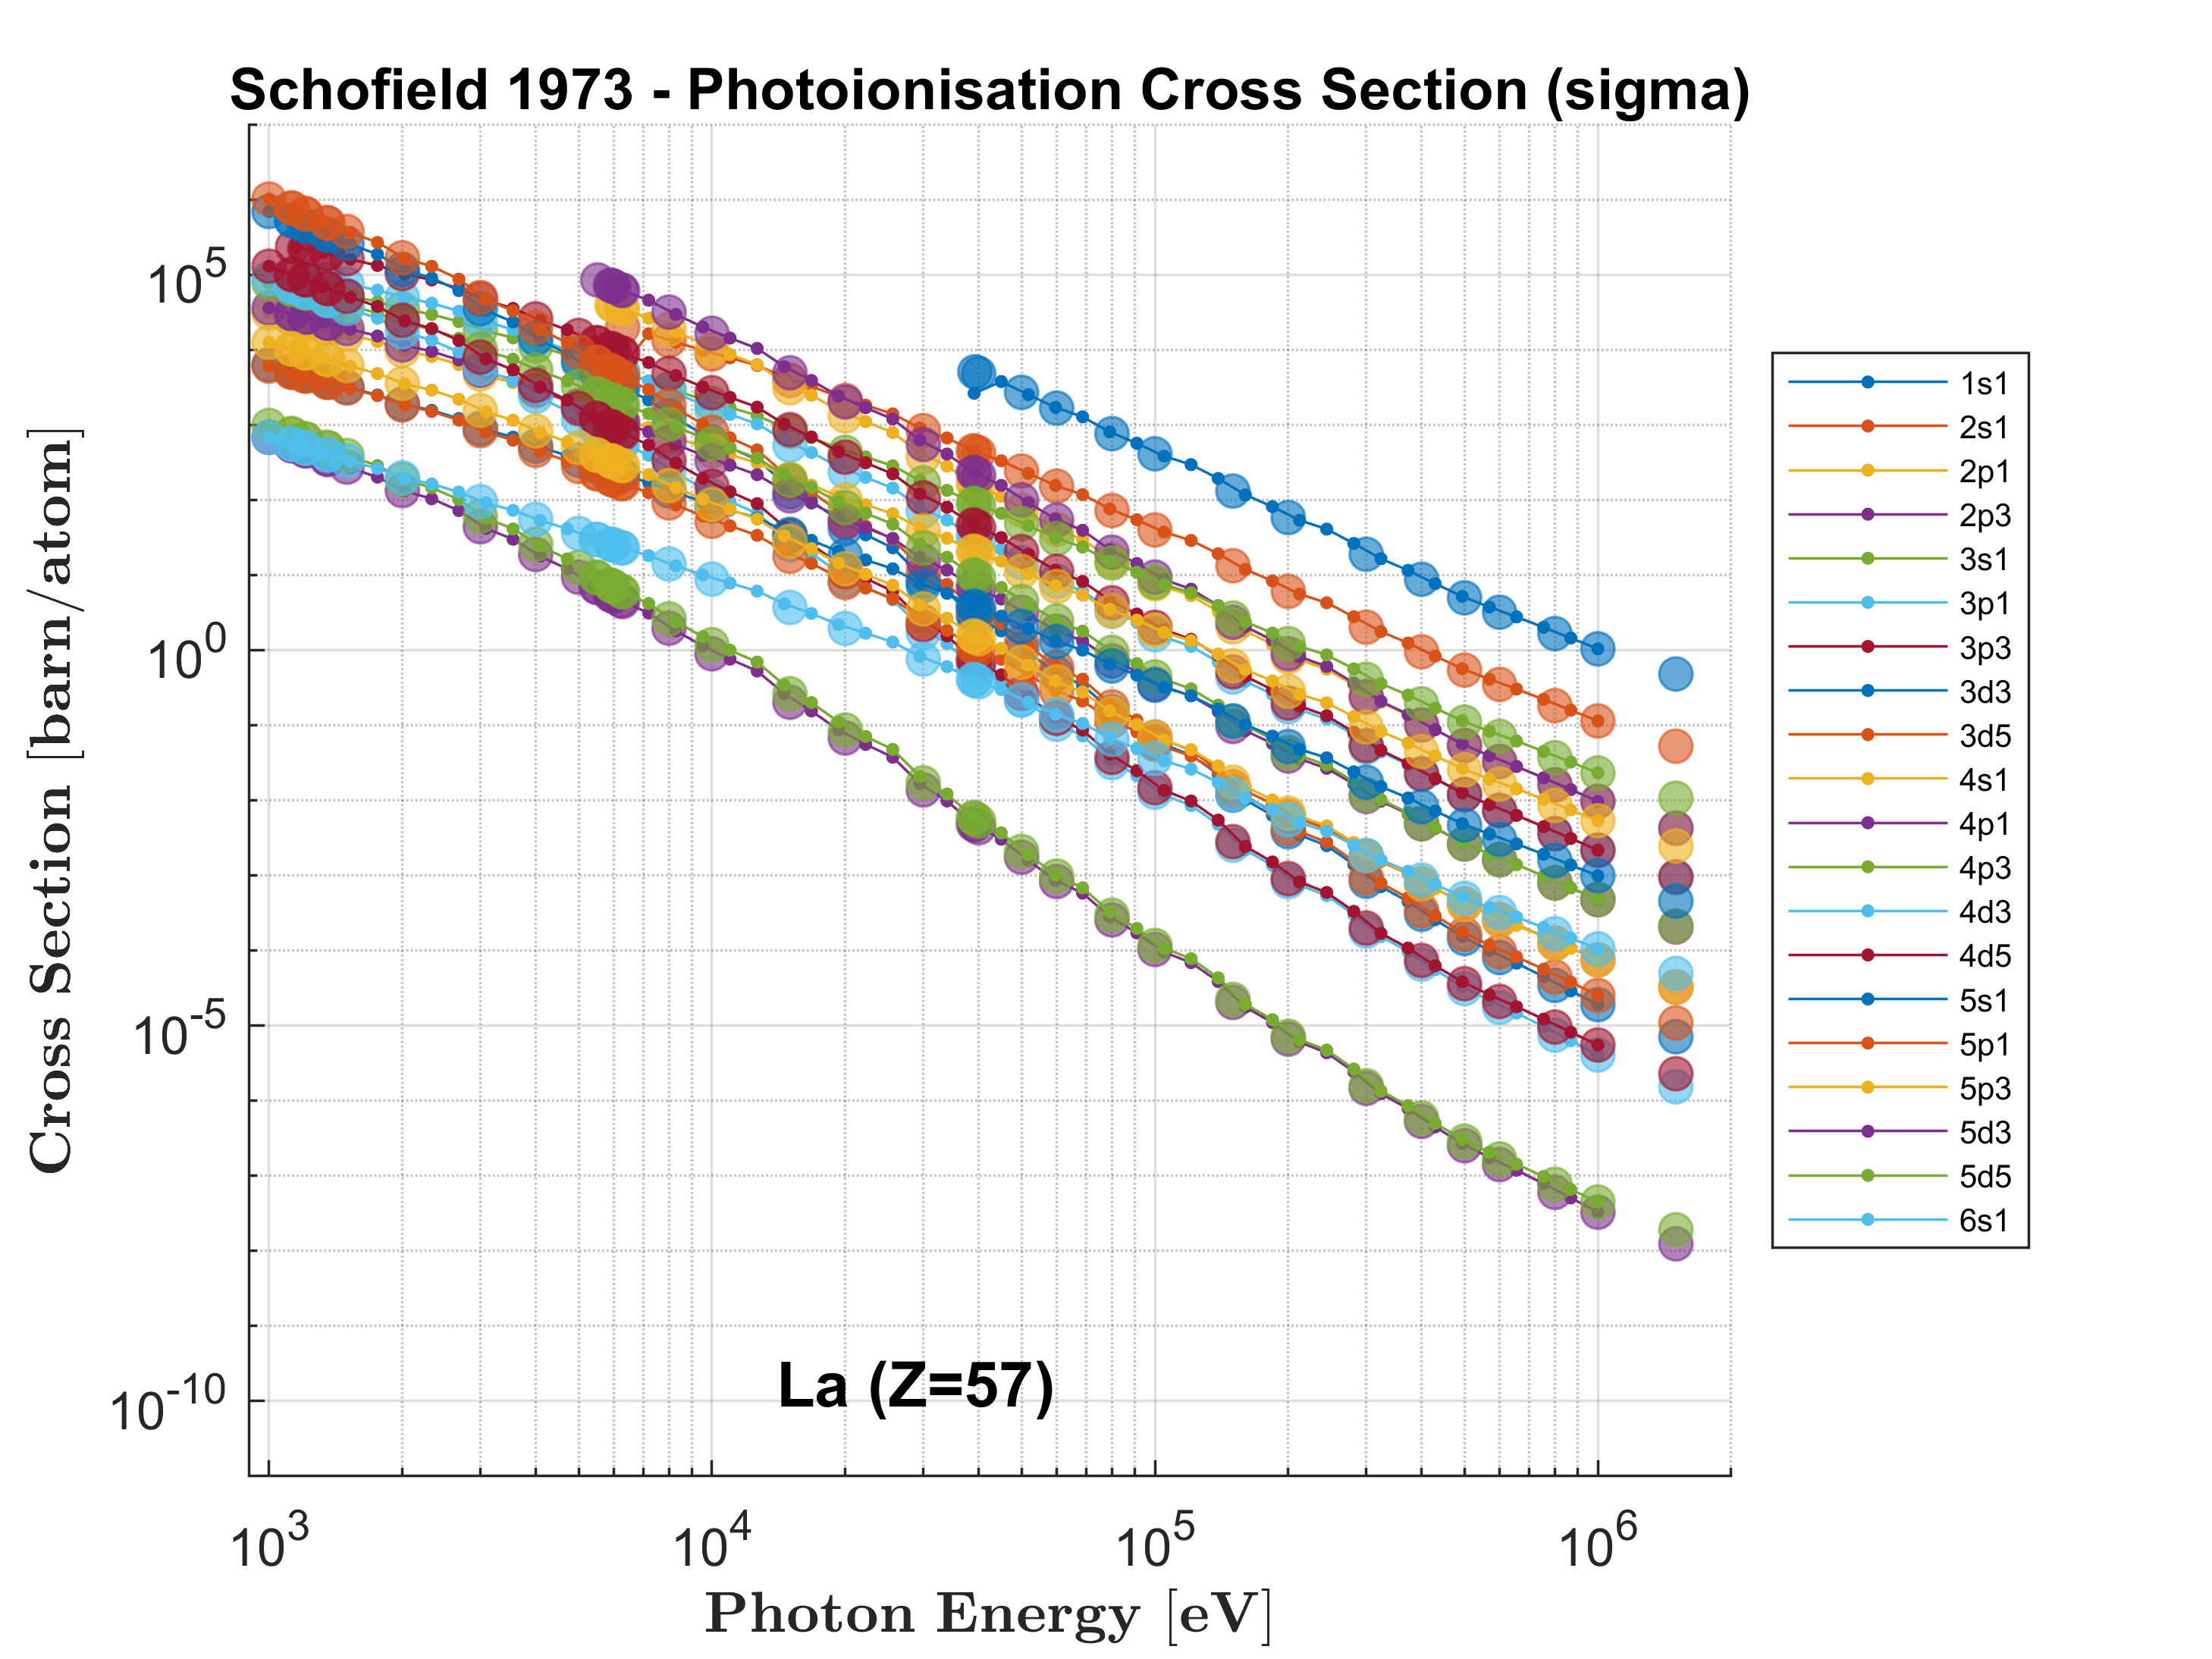 Schofield 1973 - Photoionisation Cross Section (sigma)
Cross Section [barn/atom]
10^5
10^0
10^-5
10^-10
La (Z=57)
10^3 10^4 10^5 10^6
Photon Energy [eV]
1s1
2s1
2p1
2p3
3s1
3p1
3p3
3d3
3d5
4s1
4p1
4p3
4d3
4d5
5s1
5p1
5p3
5d3
5d5
6s1